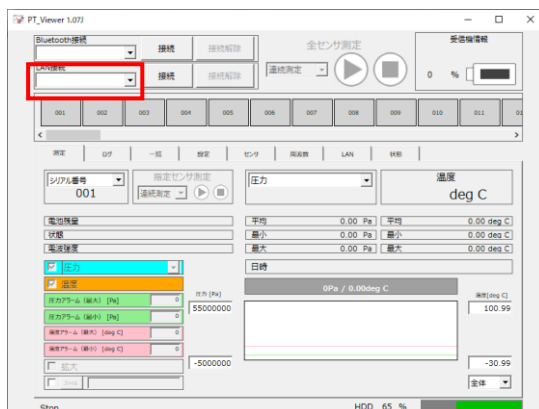 PT_Viewer 1.07J
Bluetooth接続
接続 接続解除
全センサ測定
受信機情報
LAN接続
接続 接続解除
連続測定
0 %
001 002 003 004 005 006 007 008 009 010 011 01
測定 ログ 一覧 設定 センサ 周波数 LAN 状態
シリアル番号
001
指定センサ測定
連続測定
圧力
温度
deg C
電池残量
状態
電波強度
平均 0.00 Pa 平均 0.00 deg C
最小 0.00 Pa 最小 0.00 deg C
最大 0.00 Pa 最大 0.00 deg C
圧力
日時
温度
0Pa / 0.00deg C
圧力アラーム (最大) [Pa] 0
圧力アラーム (最小) [Pa] 0
温度アラーム (最大) [deg C] 0
温度アラーム (最小) [deg C] 0
圧力 [Pa]
55000000
-5000000
温度[deg C]
100.99
-30.99
拡大
全体
Stop
HDD 65 %